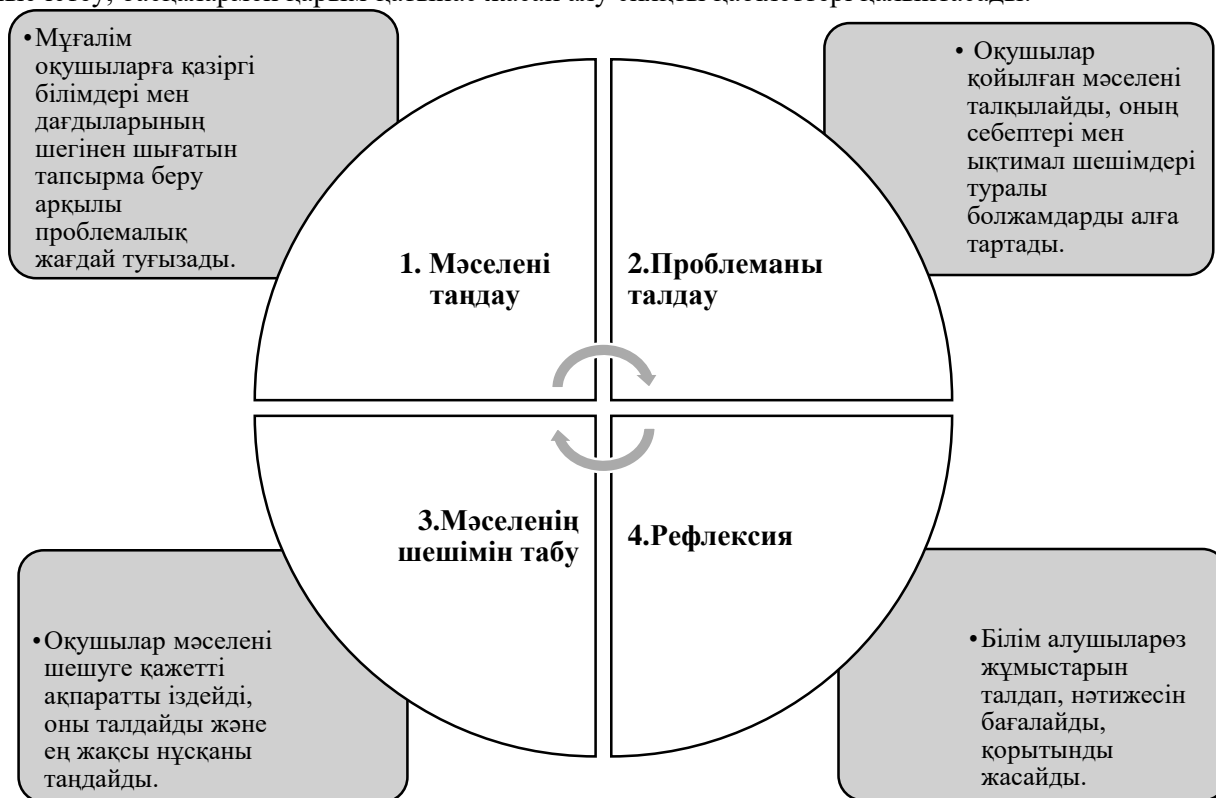 •Мұғалім
оқушыларға қазіргі
білімдері мен
дағдыларының
шегінен шығатын
тапсырма беру
арқылы
проблемалық
жағдай туғызады.
1. Мәселені
таңдау
• Оқушылар
қойылған мәселені
талқылайды, оның
себептері мен
ықтимал шешімдері
туралы
болжамдарды алға
тартады.
2.Проблеманы
талдау
3.Мәселенің
шешімін табу
•Оқушылар мәселені
шешуге қажетті
ақпаратты іздейді,
оны талдайды және
ең жақсы нұсқаны
таңдайды.
4.Рефлексия
•Білім алушыларөз
жұмыстарын
талдап, нәтижесін
бағалайды,
қорытынды
жасайды.